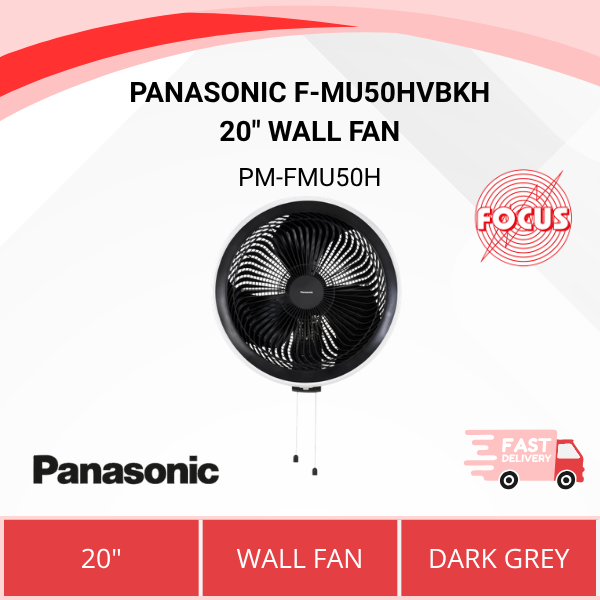 PANASONIC F-MU50HVBKH
20" WALL FAN
PM-FMU50H
FOCUS
Panasonic
Panasonic
FAST
DELIVERY
20"
WALL FAN
DARK GREY